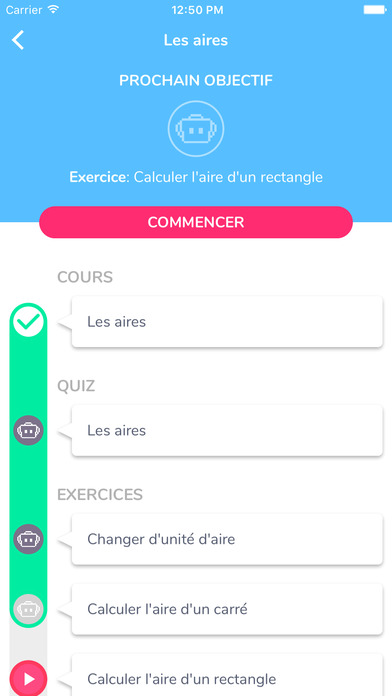 Carrier 12:50 PM
Les aires
PROCHAIN OBJECTIF
Exercice: Calculer l'aire d'un rectangle
COMMENCER
COURS
Les aires
QUIZ
Les aires
EXERCICES
Changer d'unité d'aire
Calculer l'aire d'un carré
Calculer l'aire d'un rectangle